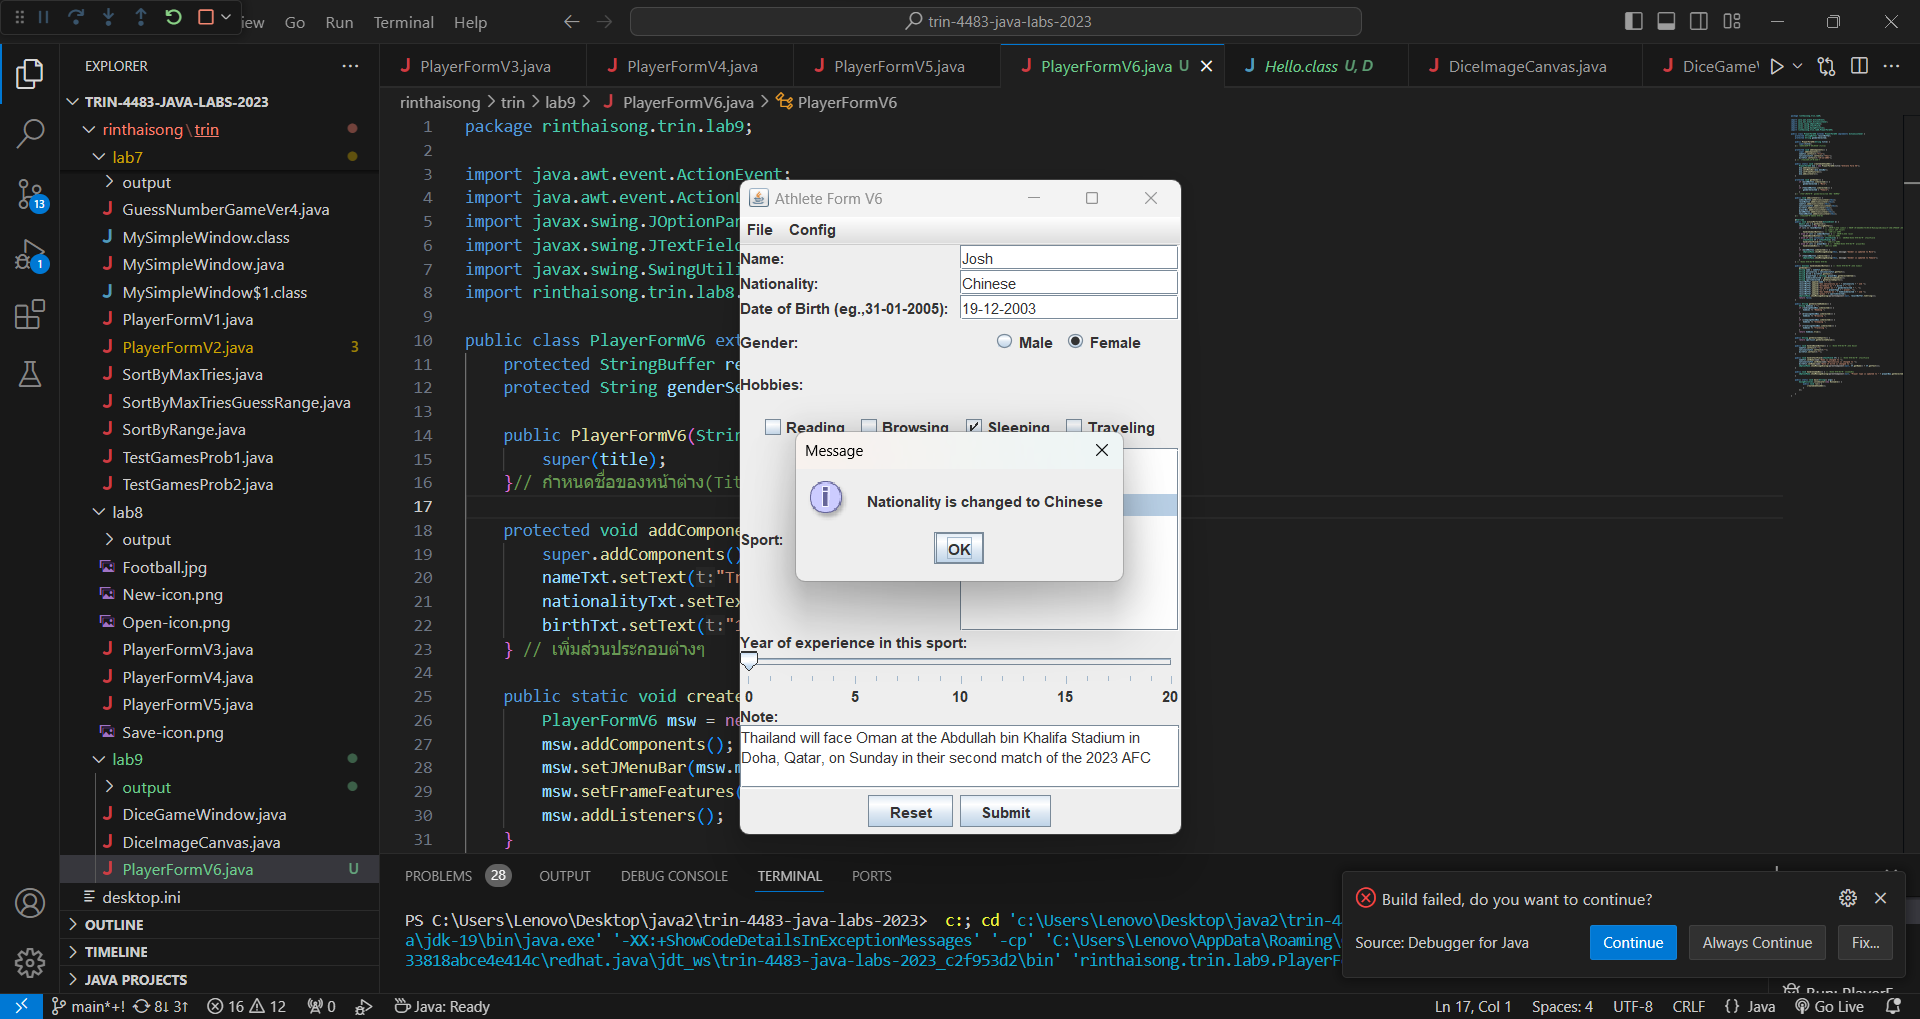 iew Go Run Terminal Help
trin-4483-java-labs-2023
EXPLORER
TRIN-4483-JAVA-LABS-2023
rinthaisong\trin
lab7
output
GuessNumberGameVer4.java
MySimpleWindow.class
MySimpleWindow.java
MySimpleWindow$1.class
PlayerFormV1.java
PlayerFormV2.java 3
SortByMaxTries.java
SortByMaxTriesGuessRange.java
SortByRange.java
TestGamesProb1.java
TestGamesProb2.java
lab8
output
Football.jpg
New-icon.png
Open-icon.png
PlayerFormV3.java
PlayerFormV4.java
PlayerFormV5.java
Save-icon.png
lab9
output
DiceGameWindow.java
DiceImageCanvas.java
PlayerFormV6.java U
desktop.ini
OUTLINE
TIMELINE
JAVA PROJECTS
13
1
PlayerFormV3.java PlayerFormV4.java PlayerFormV5.java PlayerFormV6.java U Hello.class U, D DiceImageCanvas.java DiceGameV
rinthaisong > trin > lab9 > PlayerFormV6.java > PlayerFormV6
1 package rinthaisong.trin.lab9;
2
3 import java.awt.event.ActionEvent;
4 import java.awt.event.ActionL
5 import javax.swing.JOptionPan
6 import javax.swing.JTextField
7 import javax.swing.SwingUtili
8 import rinthaisong.trin.lab8.
9
10 public class PlayerFormV6 ext
11 protected StringBuffer re
12 protected String genderSe
13
14 public PlayerFormV6(Strin
15 super(title);
16 }// กำหนดชื่อของหน้าต่าง(Tit
17
18 protected void addCompone
19 super.addComponents()
20 nameTxt.setText(t:"Tr
21 nationalityTxt.setTex
22 birthTxt.setText(t:"1
23 } // เพิ่มส่วนประกอบต่างๆ
24
25 public static void create
26 PlayerFormV6 msw = ne
27 msw.addComponents();
28 msw.setJMenuBar(msw.m
29 msw.setFrameFeatures(
30 msw.addListeners();
31 }
Athlete Form V6
File Config
Name: Josh
Nationality: Chinese
Date of Birth (eg.,31-01-2005): 19-12-2003
Gender: Male Female
Hobbies:
Reading Browsing Sleeping Traveling
Sport:
Message
Nationality is changed to Chinese
OK
Year of experience in this sport:
0 5 10 15 20
Note:
Thailand will face Oman at the Abdullah bin Khalifa Stadium in
Doha, Qatar, on Sunday in their second match of the 2023 AFC
Reset Submit
PROBLEMS 28 OUTPUT DEBUG CONSOLE TERMINAL PORTS
PS C:\Users\Lenovo\Desktop\java2\trin-4483-java-labs-2023> c:; cd 'c:\Users\Lenovo\Desktop\java2\trin-4
a\jdk-19\bin\java.exe' '-XX:+ShowCodeDetailsInExceptionMessages' '-cp' 'C:\Users\Lenovo\AppData\Roaming\
33818abce4e414c\redhat.java\jdt_ws\trin-4483-java-labs-2023_c2f953d2\bin' 'rinthaisong.trin.lab9.PlayerF
Build failed, do you want to continue?
Source: Debugger for Java Continue Always Continue Fix...
main*+! 8↓ 3↑ 16 12 0 Java: Ready
Ln 17, Col 1 Spaces: 4 UTF-8 CRLF {} Java Go Live